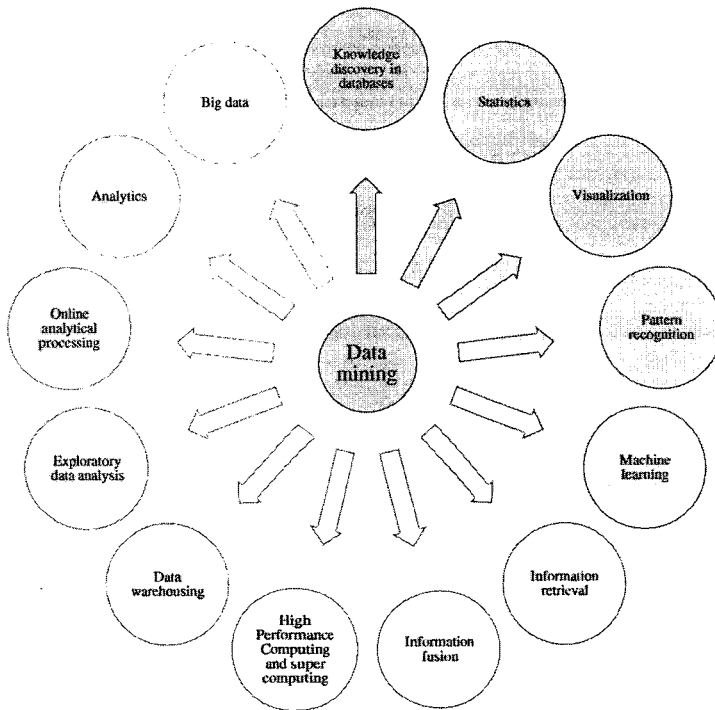 Knowledge
discovery in
databases
Statistics
Visualization
Pattern
recognition
Machine
learning
Information
retrieval
Information
fusion
High
Performance
Computing
and super
computing
Data
warehousing
Exploratory
data analysis
Online
analytical
processing
Analytics
Big data
Data
mining